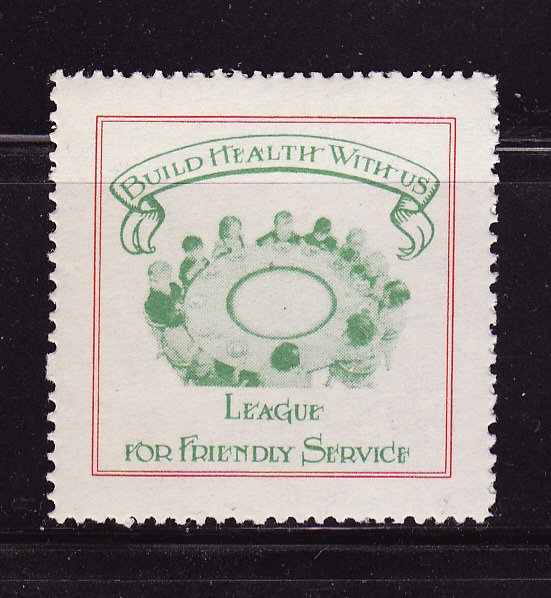 BUILD HEALTH WITH US
LEAGUE
FOR FRIENDLY SERVICE